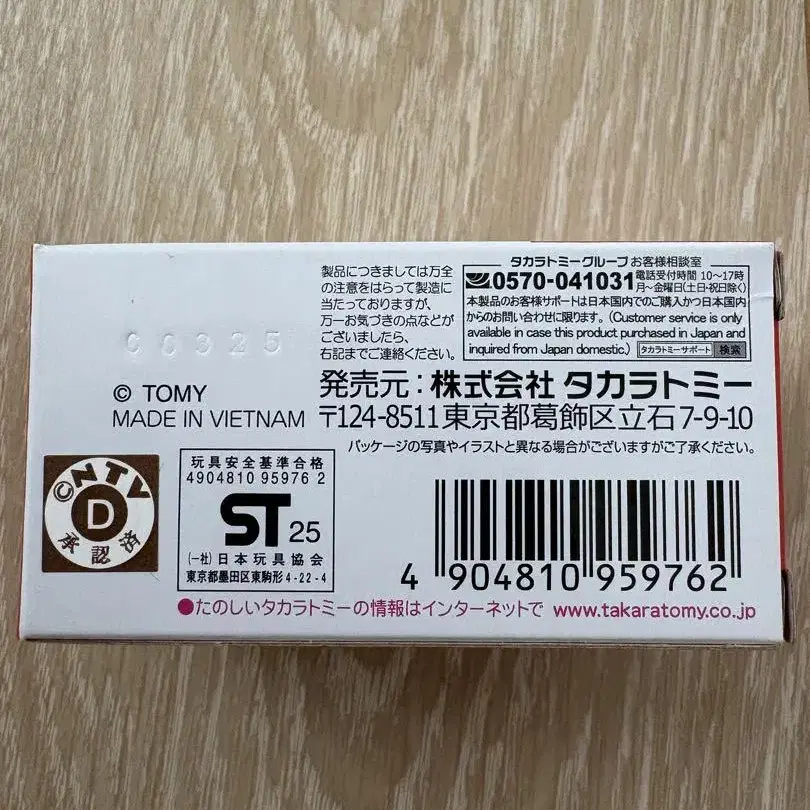 製品につきましては万全
の注意をはらって製造に
当たっておりますが、
万一お気づきの点などが
ございましたら、
右記までご連絡ください。
タカラトミーグループお客様相談室
0570-041031 電話受付時間 10〜17時
月〜金曜日(土日・祝日除く)
本製品のお客様サポートは日本国内でのご購入かつ日本国内
からのお問い合わせに限ります。(Customer service is only
available in case this product purchased in Japan and
inquired from Japan domestic.) タカラトミーサポート 検索
C00325
© TOMY
MADE IN VIETNAM
発売元:株式会社 タカラトミー
〒124-8511 東京都葛飾区立石7-9-10
パッケージの写真やイラストと異なる場合がございますがご了承ください。
©NTV
D
承認済
玩具安全基準合格
4904810 95976 2
ST 25
(一社)日本玩具協会
東京都墨田区東駒形4-22-4
4 904810 959762
●たのしいタカラトミーの情報はインターネットで www.takaratomy.co.jp